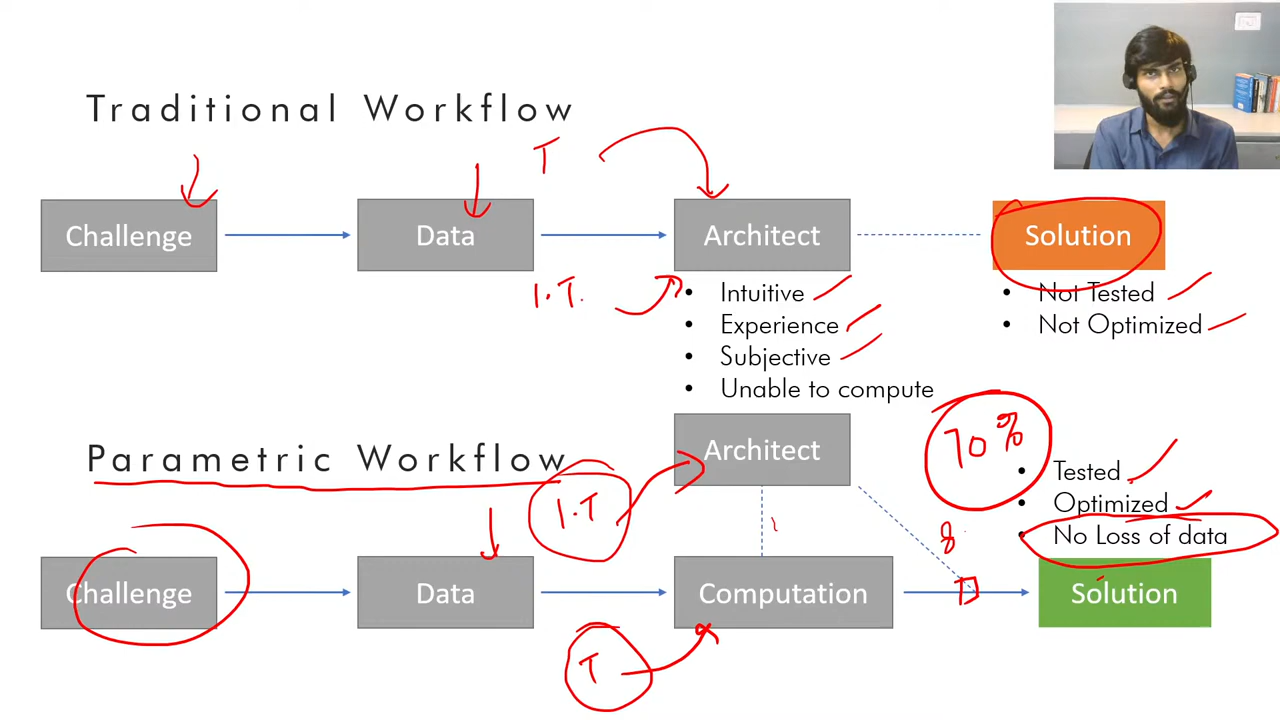 Traditional Workflow
T
Challenge
Data
Architect
Solution
I.T.
• Intuitive
• Experience
• Subjective
• Unable to compute
• Not Tested
• Not Optimized
Parametric Workflow
Architect
70%
• Tested
• Optimized
• No Loss of data
I.T
8
Challenge
Data
Computation
Solution
T